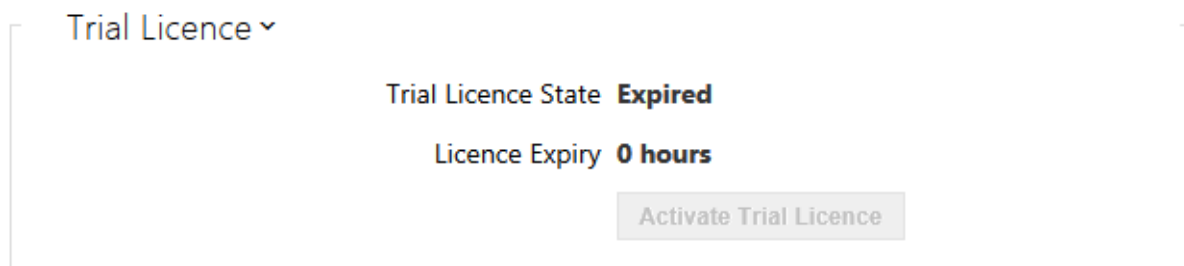 Trial Licence
Trial Licence State Expired
Licence Expiry 0 hours
Activate Trial Licence